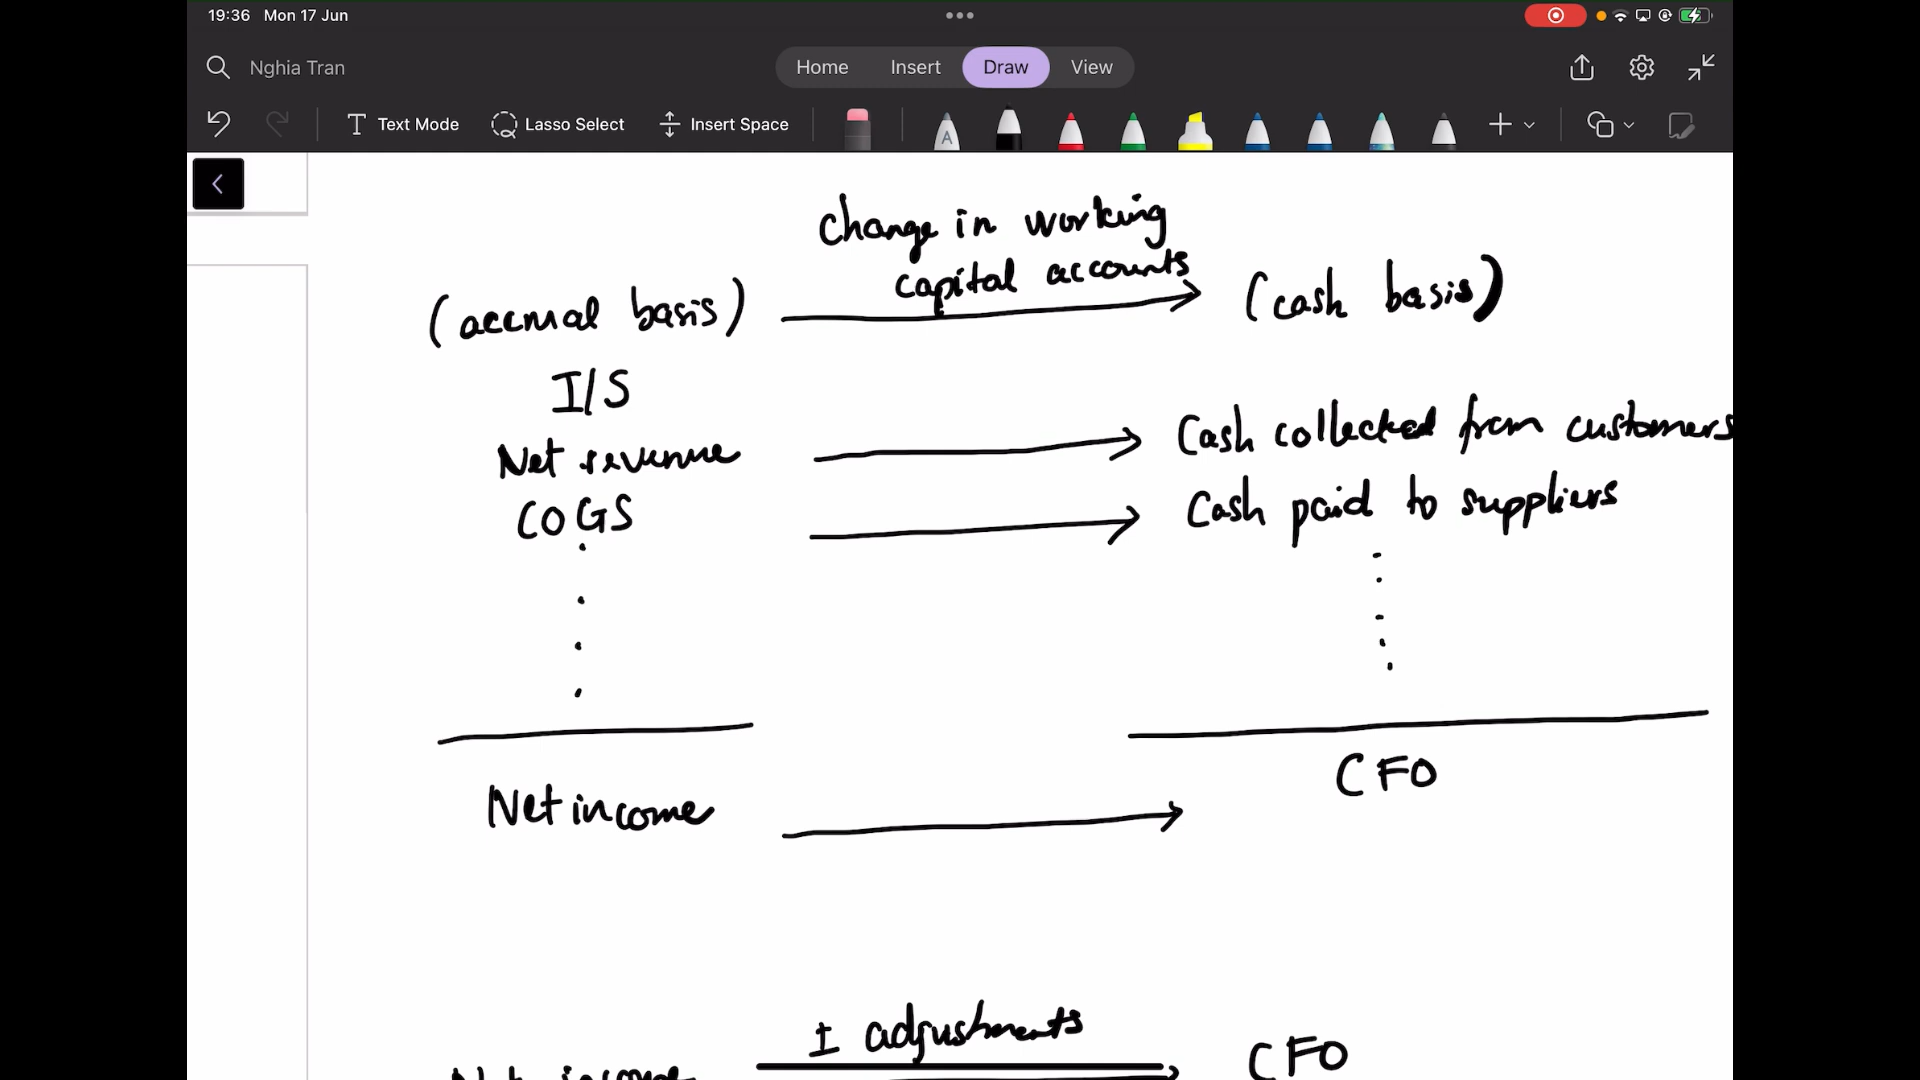 19:36 Mon 17 Jun
Nghia Tran
Home Insert Draw View
Text Mode Lasso Select Insert Space
A
Change in working
capital accounts
(accrual basis) (cash basis)
I/S
Net revenue Cash collected from customers
COGS Cash paid to suppliers
CFO
Net income
± adjustments
Net income CFO